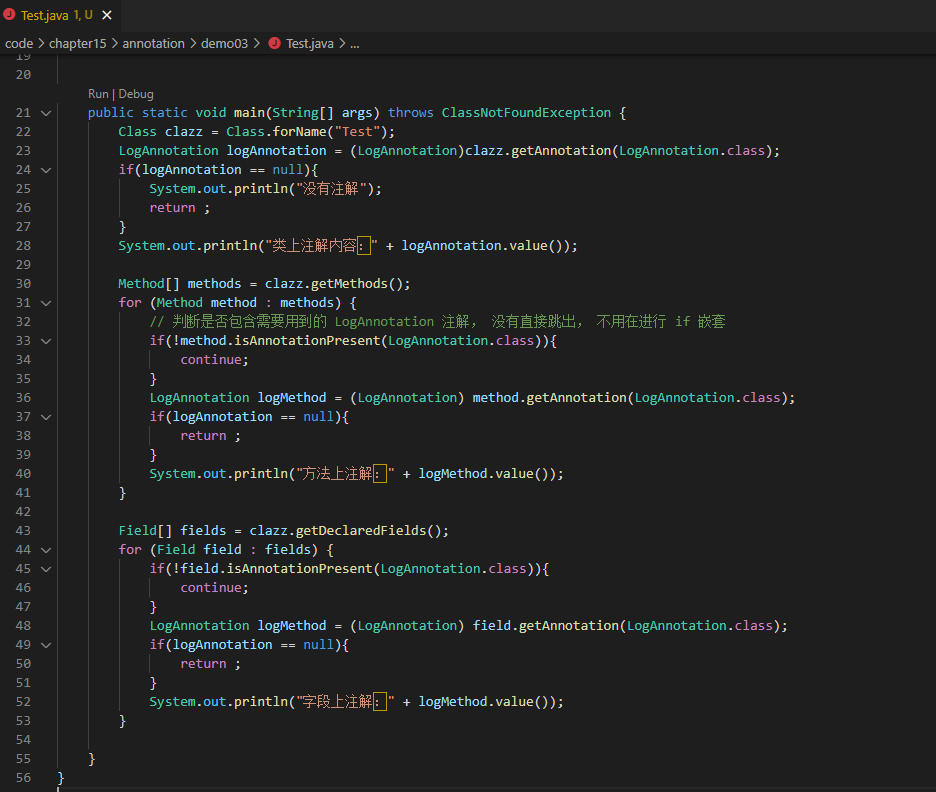 Test.java 1, U
code > chapter15 > annotation > demo03 > Test.java > ...
19
20
Run | Debug
21 public static void main(String[] args) throws ClassNotFoundException {
22 Class clazz = Class.forName("Test");
23 LogAnnotation logAnnotation = (LogAnnotation)clazz.getAnnotation(LogAnnotation.class);
24 if(logAnnotation == null){
25 System.out.println("没有注解");
26 return ;
27 }
28 System.out.println("类上注解内容：" + logAnnotation.value());
29
30 Method[] methods = clazz.getMethods();
31 for (Method method : methods) {
32 // 判断是否包含需要用到的 LogAnnotation 注解， 没有直接跳出， 不用在进行 if 嵌套
33 if(!method.isAnnotationPresent(LogAnnotation.class)){
34 continue;
35 }
36 LogAnnotation logMethod = (LogAnnotation) method.getAnnotation(LogAnnotation.class);
37 if(logAnnotation == null){
38 return ;
39 }
40 System.out.println("方法上注解：" + logMethod.value());
41 }
42
43 Field[] fields = clazz.getDeclaredFields();
44 for (Field field : fields) {
45 if(!field.isAnnotationPresent(LogAnnotation.class)){
46 continue;
47 }
48 LogAnnotation logMethod = (LogAnnotation) field.getAnnotation(LogAnnotation.class);
49 if(logAnnotation == null){
50 return ;
51 }
52 System.out.println("字段上注解：" + logMethod.value());
53 }
54
55 }
56 }